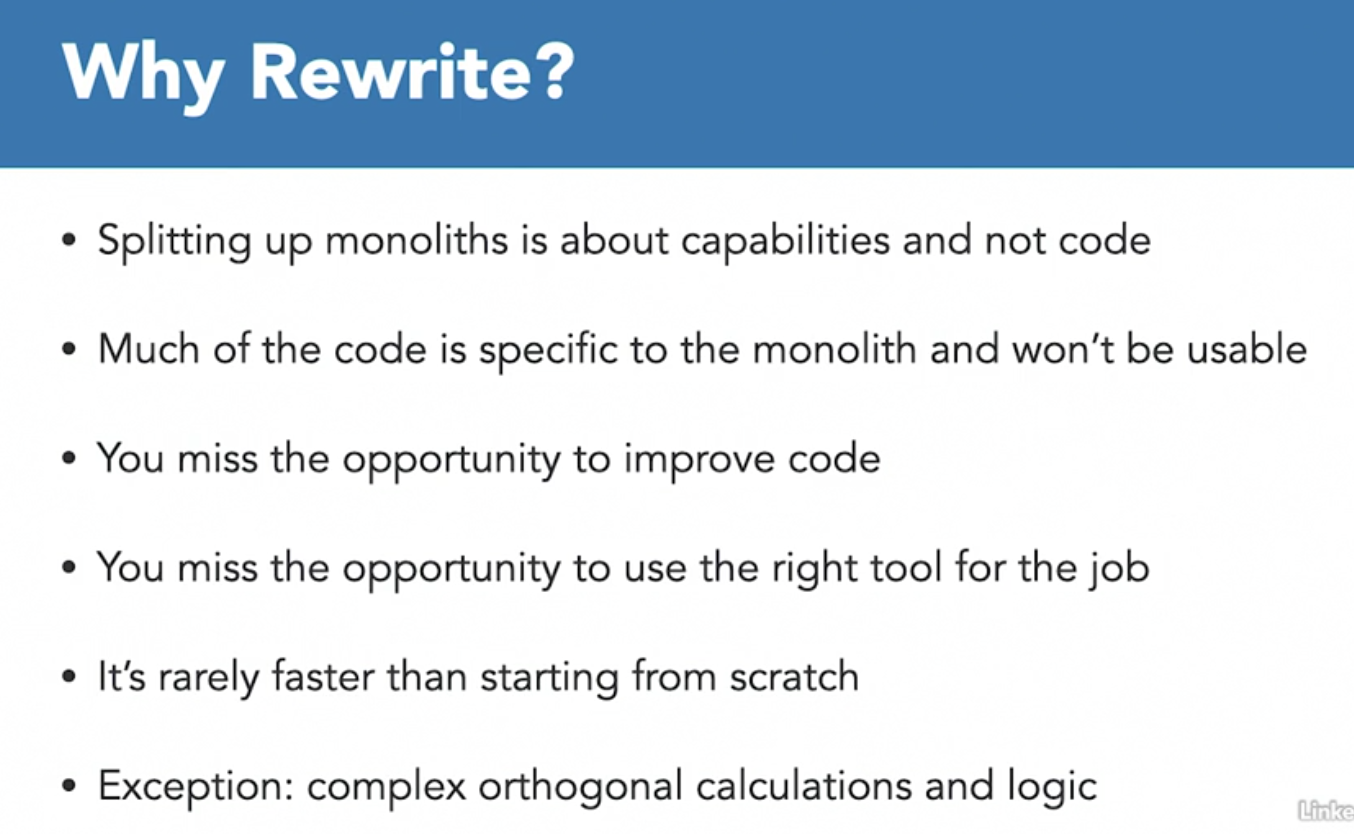 Why Rewrite?
• Splitting up monoliths is about capabilities and not code
• Much of the code is specific to the monolith and won’t be usable
• You miss the opportunity to improve code
• You miss the opportunity to use the right tool for the job
• It’s rarely faster than starting from scratch
• Exception: complex orthogonal calculations and logic
Linke